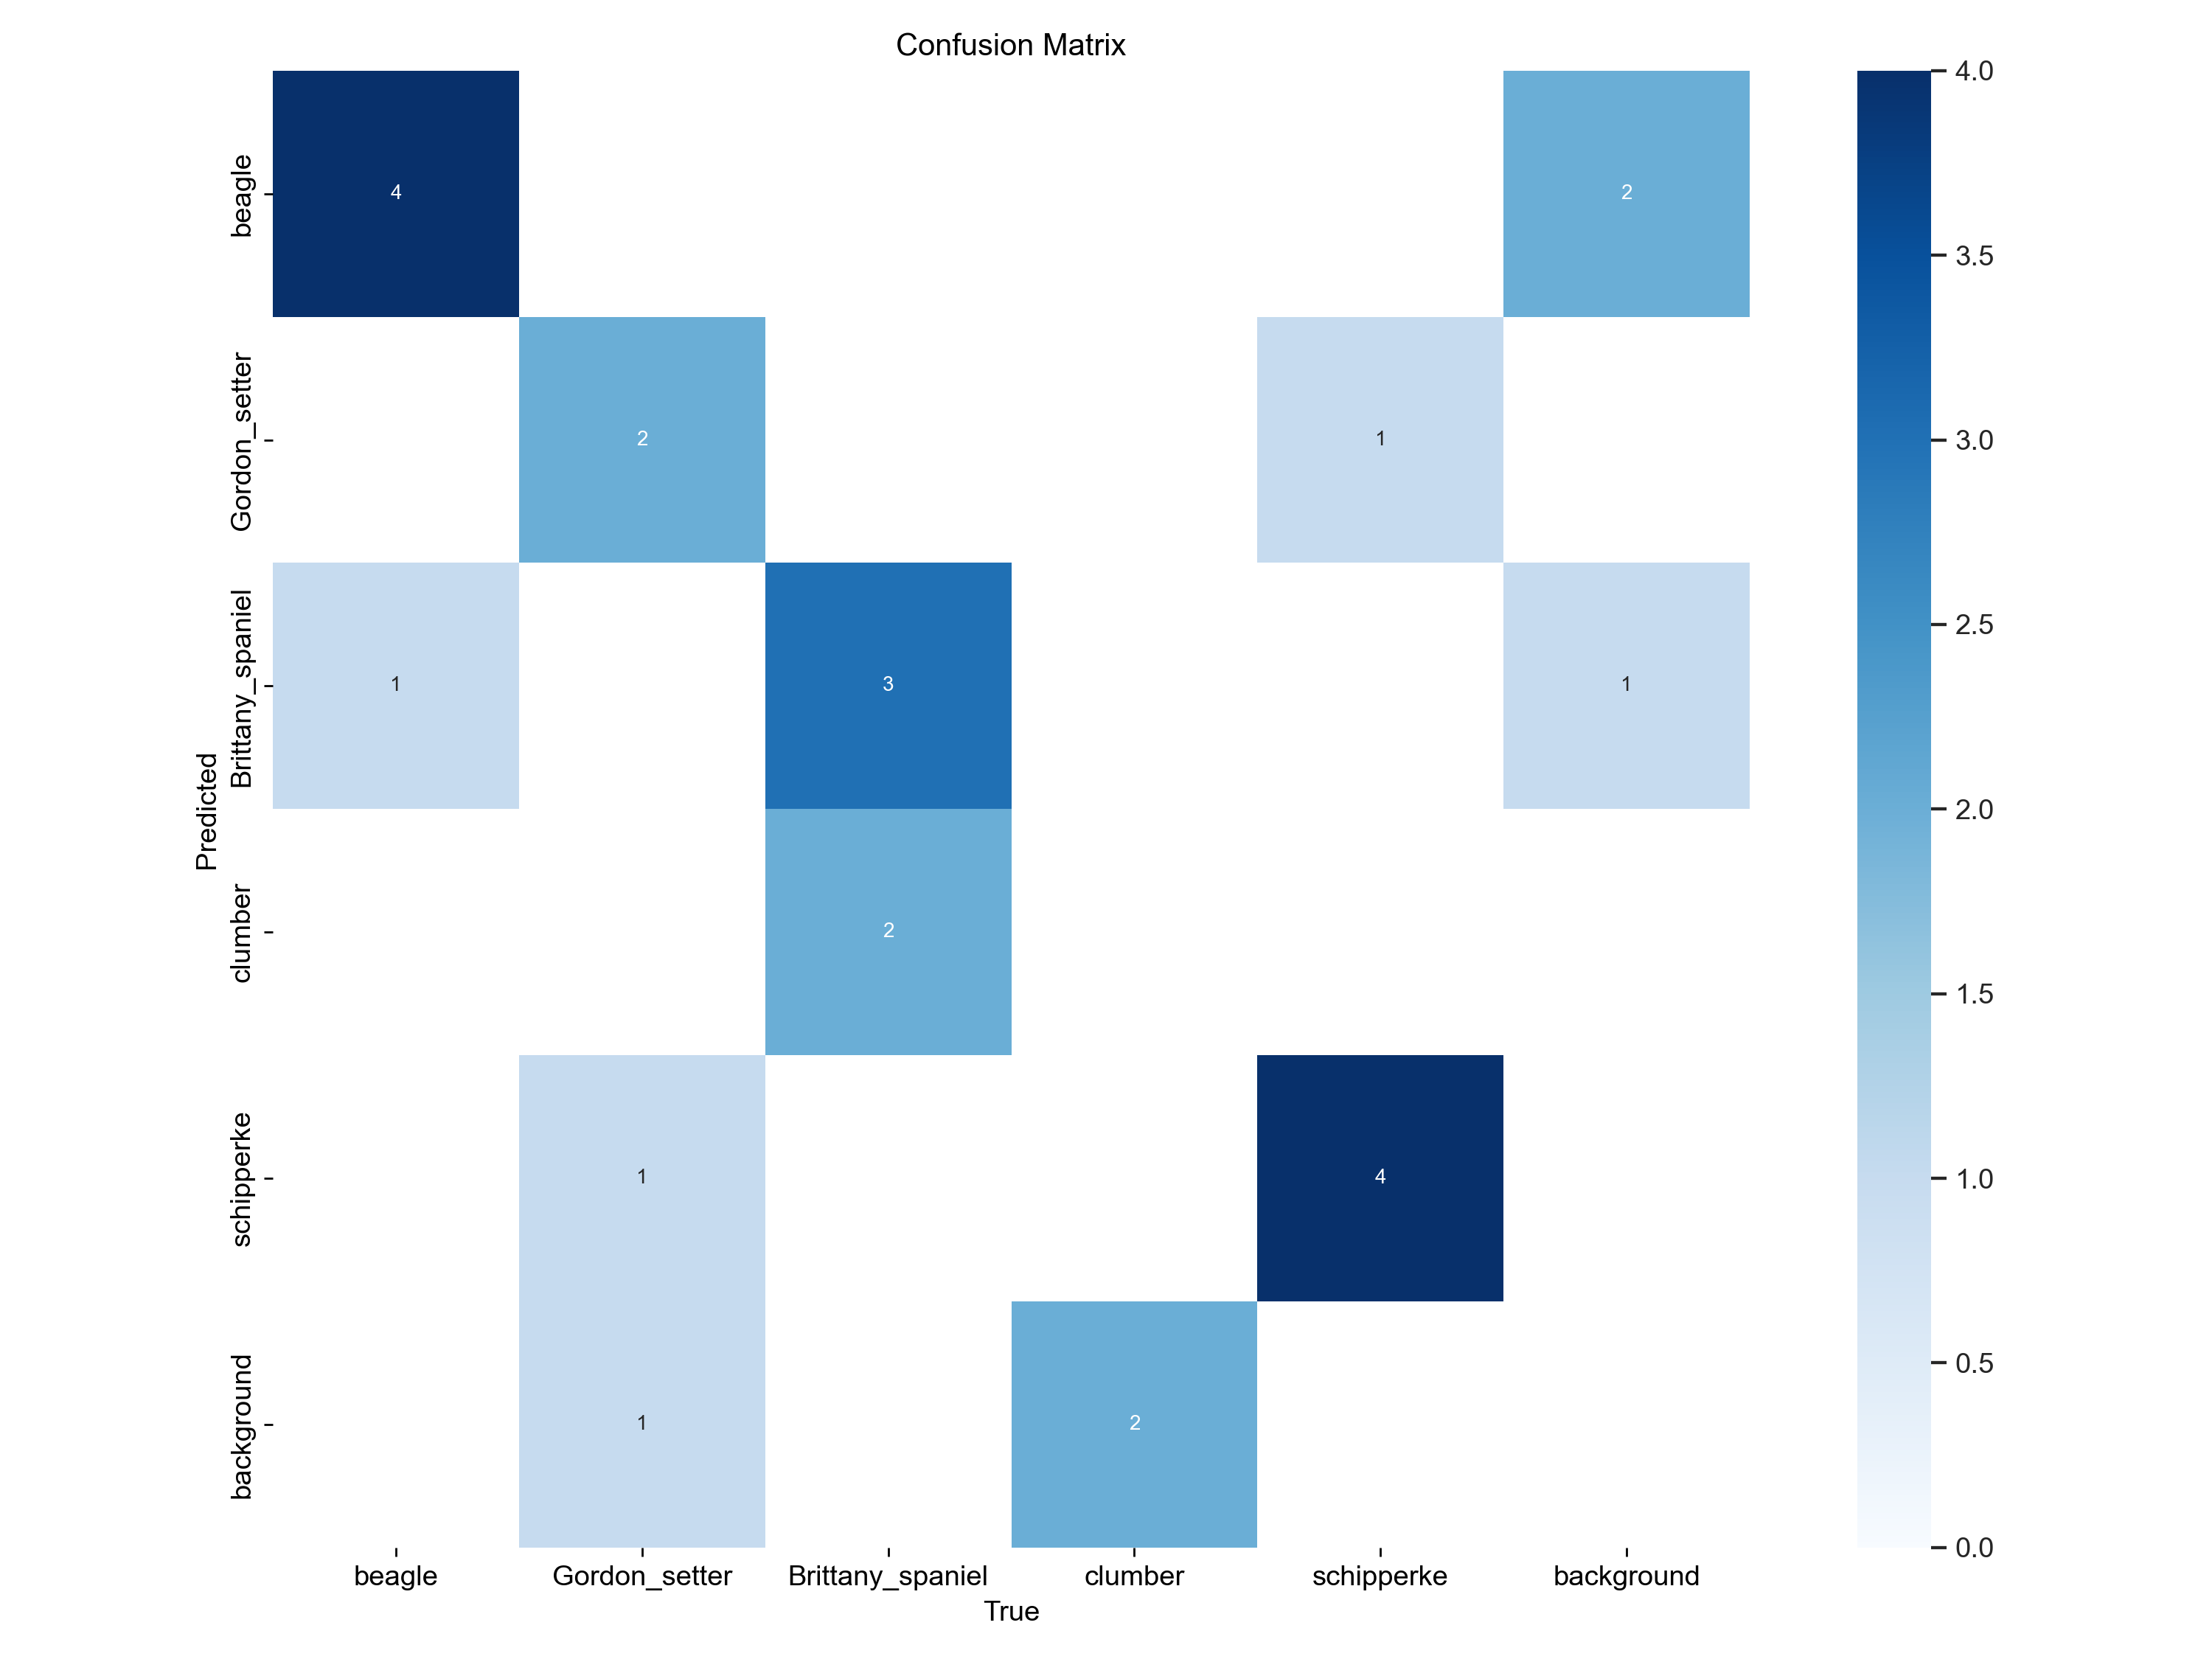 Confusion Matrix
beagle
Gordon_setter
Brittany_spaniel
clumber
schipperke
background
Predicted
4
2
2
1
1
3
1
2
1
4
1
2
beagle
Gordon_setter
Brittany_spaniel
clumber
schipperke
background
True
4.0
3.5
3.0
2.5
2.0
1.5
1.0
0.5
0.0